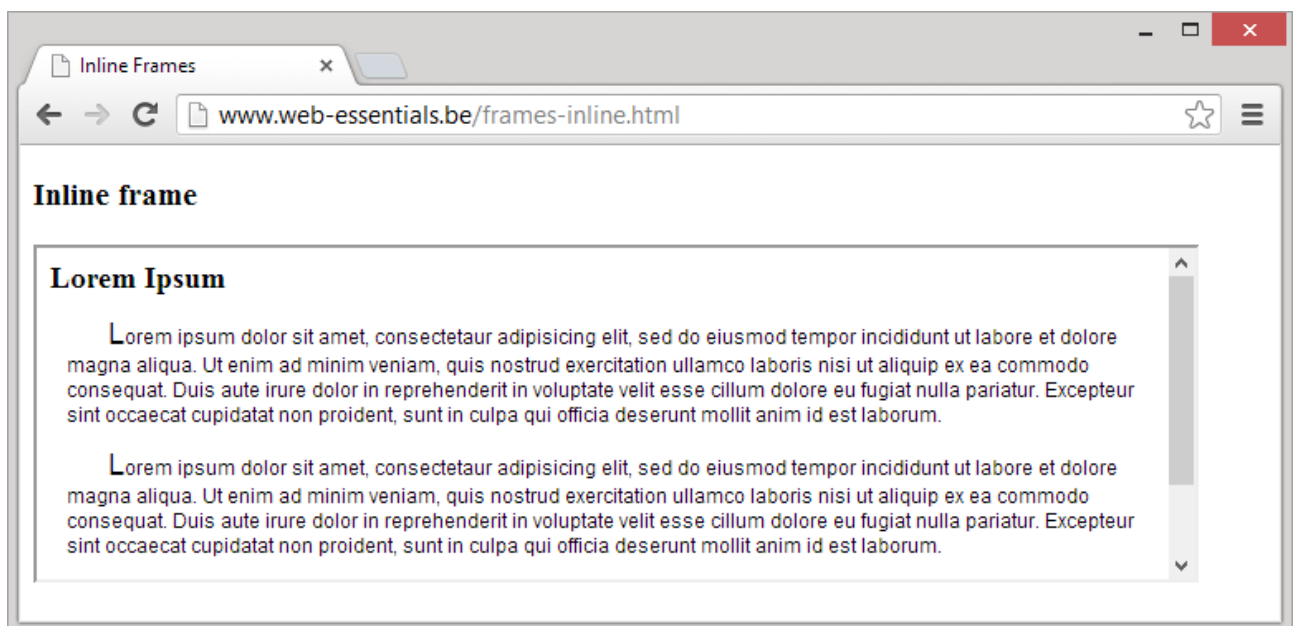 Inline Frames
www.web-essentials.be/frames-inline.html
Inline frame
Lorem Ipsum
Lorem ipsum dolor sit amet, consectetaur adipisicing elit, sed do eiusmod tempor incididunt ut labore et dolore
magna aliqua. Ut enim ad minim veniam, quis nostrud exercitation ullamco laboris nisi ut aliquip ex ea commodo
consequat. Duis aute irure dolor in reprehenderit in voluptate velit esse cillum dolore eu fugiat nulla pariatur. Excepteur
sint occaecat cupidatat non proident, sunt in culpa qui officia deserunt mollit anim id est laborum.
Lorem ipsum dolor sit amet, consectetaur adipisicing elit, sed do eiusmod tempor incididunt ut labore et dolore
magna aliqua. Ut enim ad minim veniam, quis nostrud exercitation ullamco laboris nisi ut aliquip ex ea commodo
consequat. Duis aute irure dolor in reprehenderit in voluptate velit esse cillum dolore eu fugiat nulla pariatur. Excepteur
sint occaecat cupidatat non proident, sunt in culpa qui officia deserunt mollit anim id est laborum.